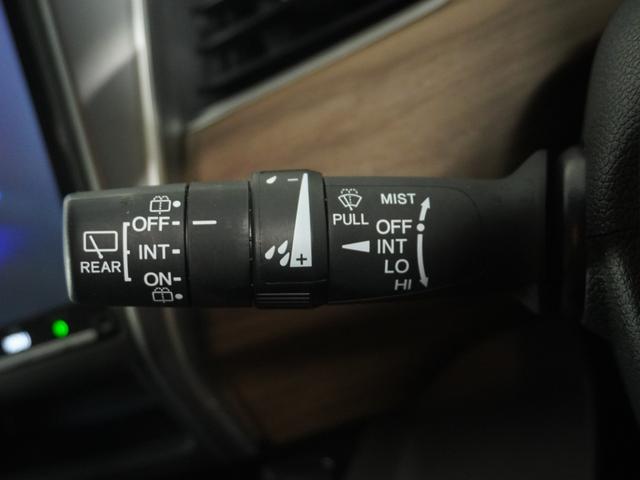 REAR
OFF
INT
ON
-
+
PULL
MIST
OFF
INT
LO
HI